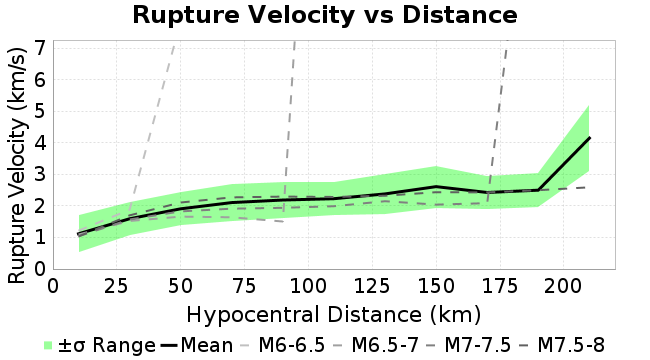 Rupture Velocity vs Distance
Rupture Velocity (km/s)
7
6
5
4
3
2
1
0
0 25 50 75 100 125 150 175 200
Hypocentral Distance (km)
±σ Range Mean M6-6.5 M6.5-7 M7-7.5 M7.5-8